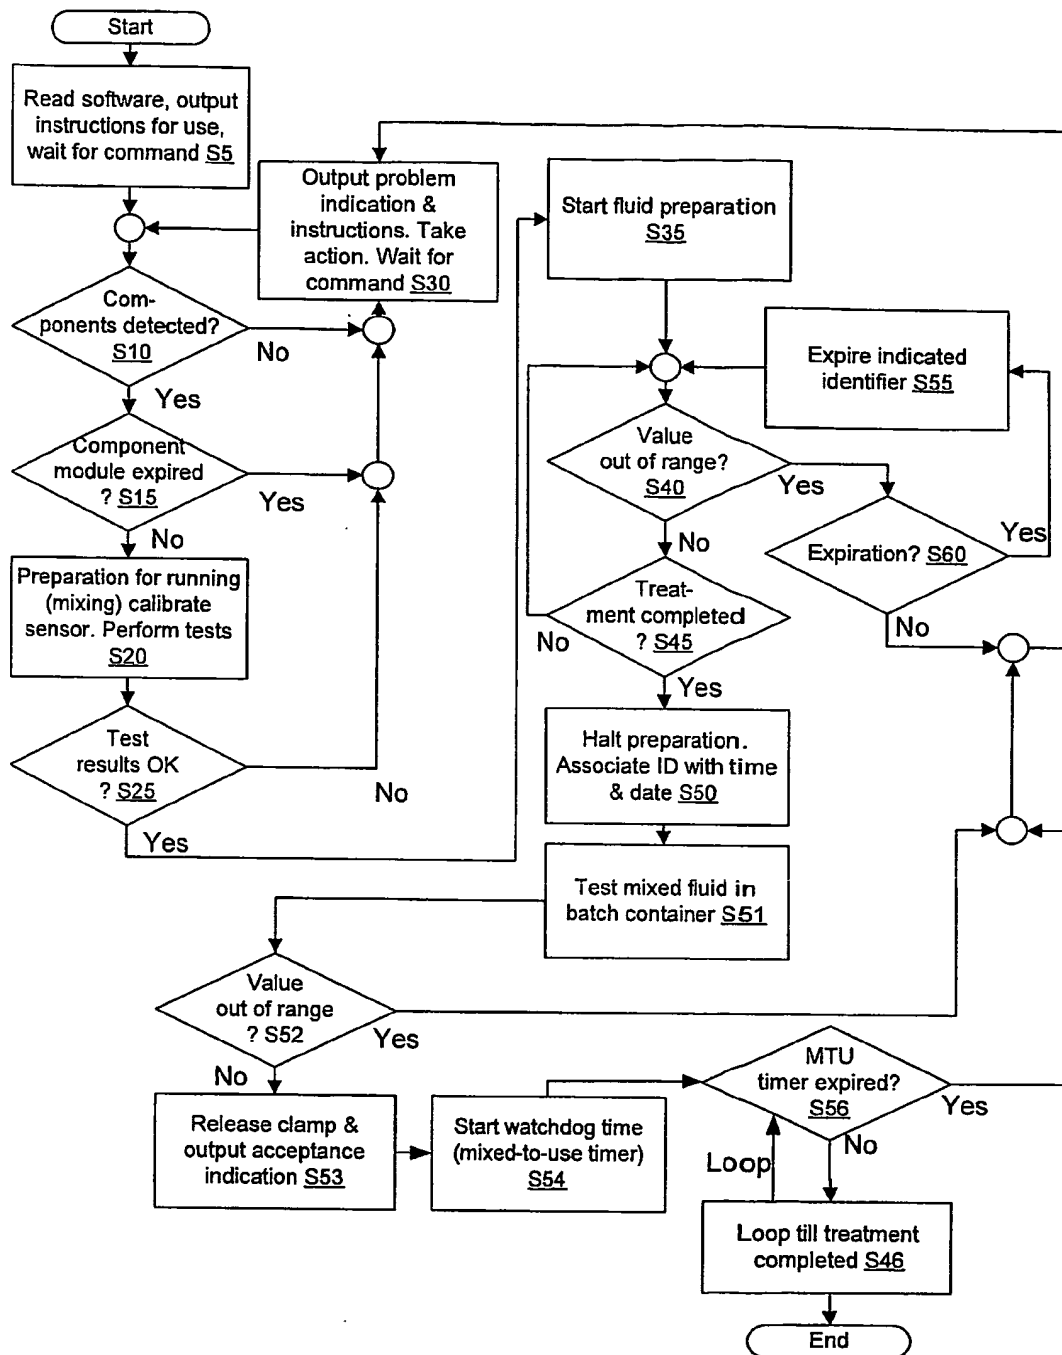 Start
Read software, output
instructions for use,
wait for command S5
Output problem
indication &
instructions. Take
action. Wait for
command S30
Start fluid preparation
S35
Com-
ponents detected?
S10
No
Yes
Expire indicated
identifier S55
Component
module expired
? S15
Yes
No
Value
out of range?
S40
Yes
No
Expiration? S60
Yes
No
Preparation for running
(mixing) calibrate
sensor. Perform tests
S20
Treat-
ment completed
? S45
No
Yes
Test
results OK
? S25
No
Yes
Halt preparation.
Associate ID with time
& date S50
Test mixed fluid in
batch container S51
Value
out of range
? S52
Yes
No
MTU
timer expired?
S56
Yes
No
Release clamp &
output acceptance
indication S53
Start watchdog time
(mixed-to-use timer)
S54
Loop
Loop till treatment
completed S46
End